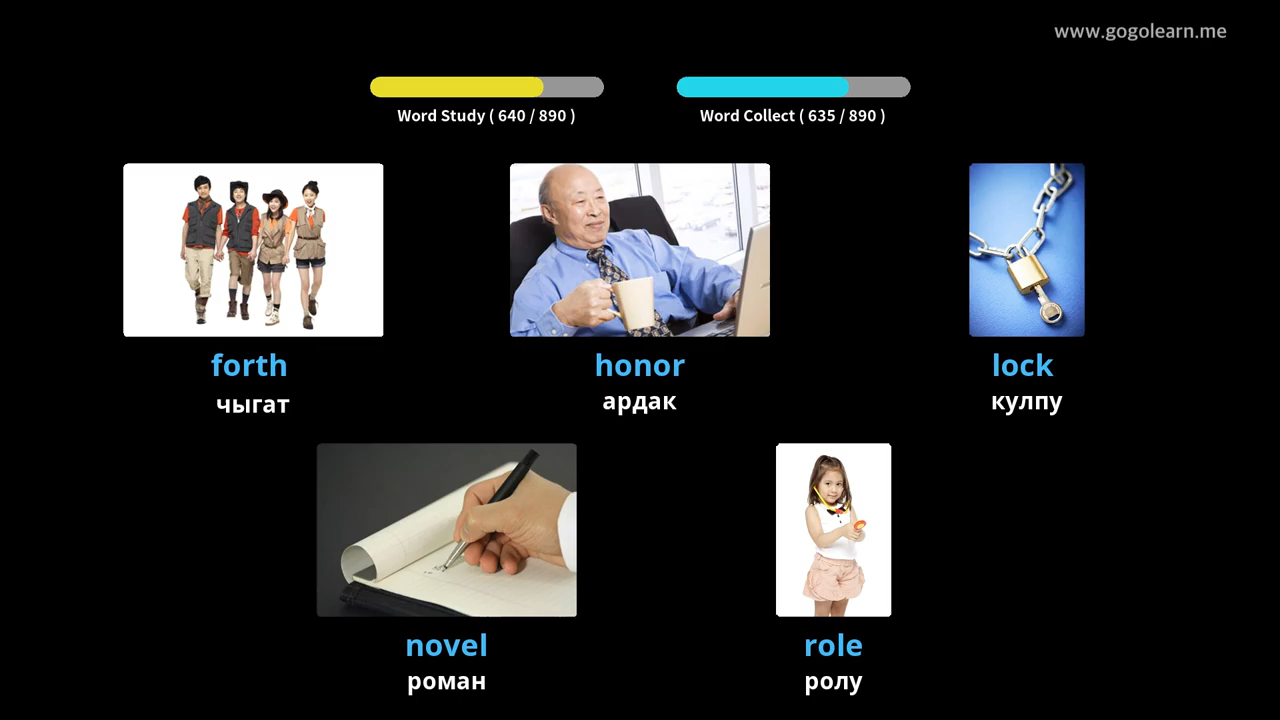 www.gogolearn.me
Word Study ( 640 / 890 )
Word Collect ( 635 / 890 )
forth
чыгат
honor
ардак
lock
кулпу
novel
роман
role
ролу